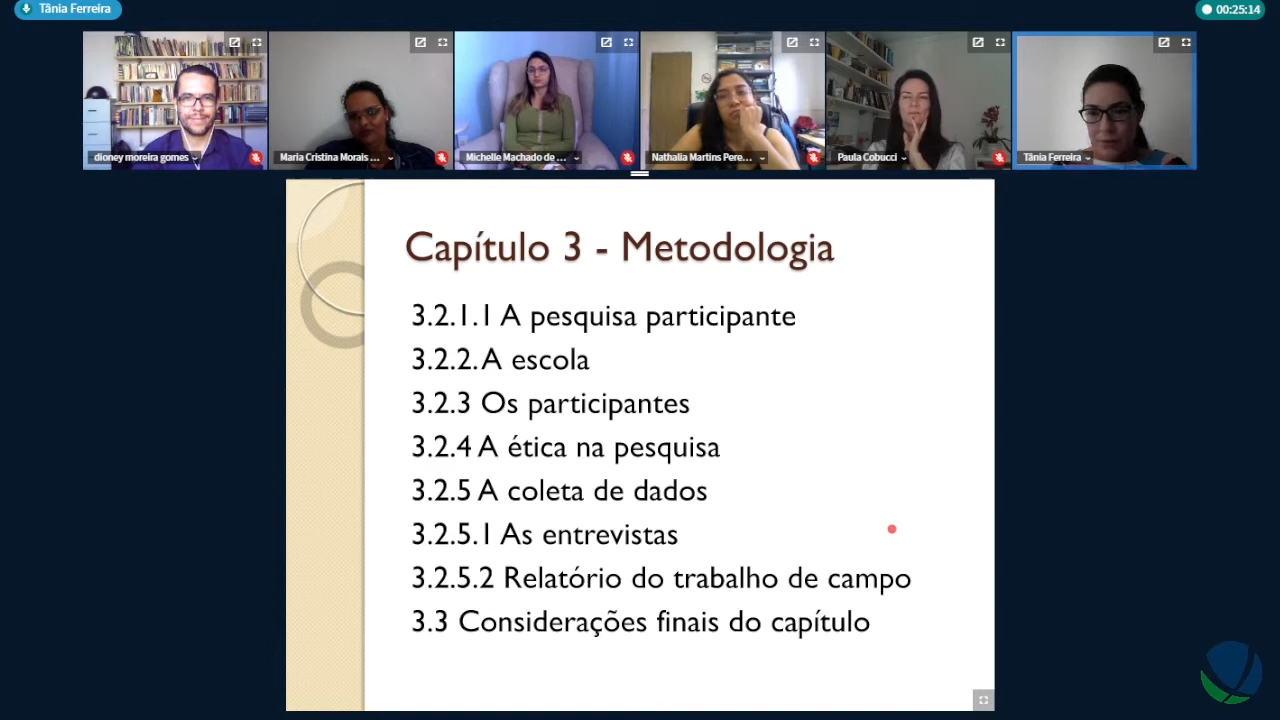 Tânia Ferreira
00:25:14
dioney moreira gomes
Maria Cristina Morais ...
Michelle Machado de ...
Nathalia Martins Pere...
Paula Cobucci
Tânia Ferreira
Capítulo 3 - Metodologia
3.2.1.1 A pesquisa participante
3.2.2. A escola
3.2.3 Os participantes
3.2.4 A ética na pesquisa
3.2.5 A coleta de dados
3.2.5.1 As entrevistas
3.2.5.2 Relatório do trabalho de campo
3.3 Considerações finais do capítulo